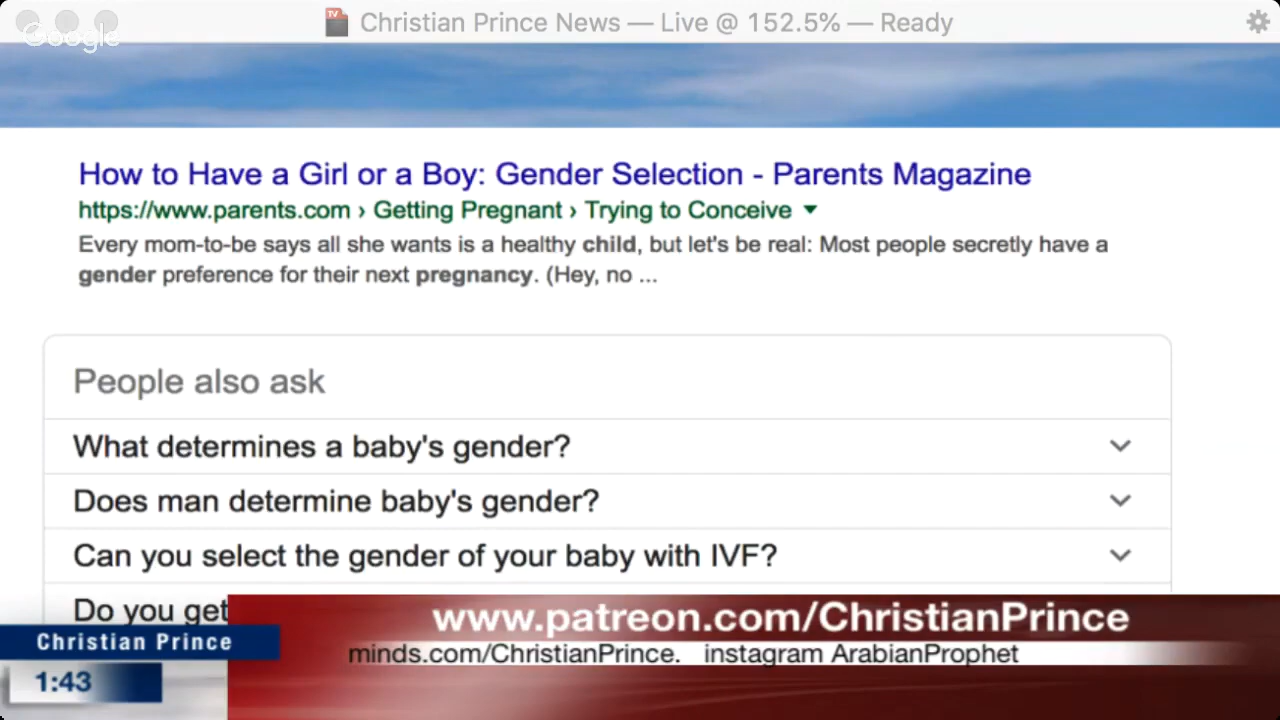 Christian Prince News — Live @ 152.5% — Ready
Google
How to Have a Girl or a Boy: Gender Selection - Parents Magazine
https://www.parents.com › Getting Pregnant › Trying to Conceive
Every mom-to-be says all she wants is a healthy child, but let's be real: Most people secretly have a
gender preference for their next pregnancy. (Hey, no ...
People also ask
What determines a baby's gender?
Does man determine baby's gender?
Can you select the gender of your baby with IVF?
Do you get
www.patreon.com/ChristianPrince
Christian Prince
minds.com/ChristianPrince. instagram ArabianProphet
1:43